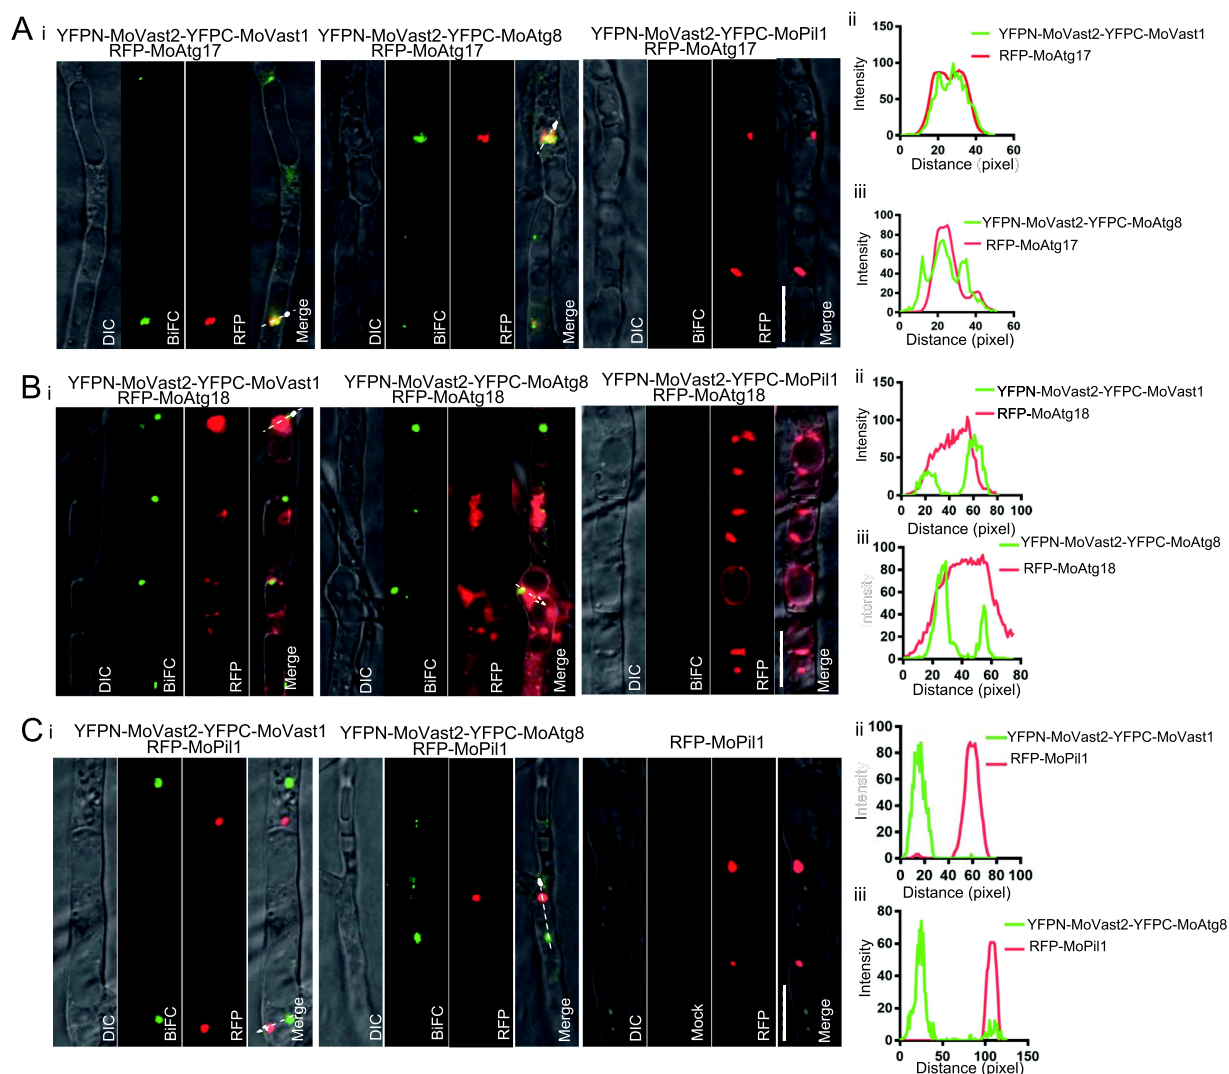 A i
YFPN-MoVast2-YFPC-MoVast1
RFP-MoAtg17
DIC
BiFC
RFP
Merge
YFPN-MoVast2-YFPC-MoAtg8
RFP-MoAtg17
DIC
BiFC
RFP
Merge
YFPN-MoVast2-YFPC-MoPil1
RFP-MoAtg17
DIC
BiFC
RFP
Merge
ii
YFPN-MoVast2-YFPC-MoVast1
RFP-MoAtg17
Intensity
150
100
50
0
0 20 40 60
Distance (pixel)
iii
YFPN-MoVast2-YFPC-MoAtg8
RFP-MoAtg17
Intensity
100
80
60
40
20
0
0 20 40 60
Distance (pixel)
B i
YFPN-MoVast2-YFPC-MoVast1
RFP-MoAtg18
DIC
BiFC
RFP
Merge
YFPN-MoVast2-YFPC-MoAtg8
RFP-MoAtg18
DIC
BiFC
RFP
Merge
YFPN-MoVast2-YFPC-MoPil1
RFP-MoAtg18
DIC
BiFC
RFP
Merge
ii
YFPN-MoVast2-YFPC-MoVast1
RFP-MoAtg18
Intensity
150
100
50
0
0 20 40 60 80 100
Distance (pixel)
iii
YFPN-MoVast2-YFPC-MoAtg8
RFP-MoAtg18
Intensity
100
80
60
40
20
0
0 20 40 60 80
Distance (pixel)
C i
YFPN-MoVast2-YFPC-MoVast1
RFP-MoPil1
DIC
BiFC
RFP
Merge
YFPN-MoVast2-YFPC-MoAtg8
RFP-MoPil1
DIC
BiFC
RFP
Merge
RFP-MoPil1
DIC
Mock
RFP
Merge
ii
YFPN-MoVast2-YFPC-MoVast1
RFP-MoPil1
Intensity
100
80
60
40
20
0
0 20 40 60 80 100
Distance (pixel)
iii
YFPN-MoVast2-YFPC-MoAtg8
RFP-MoPil1
Intensity
80
60
40
20
0
0 50 100 150
Distance (pixel)